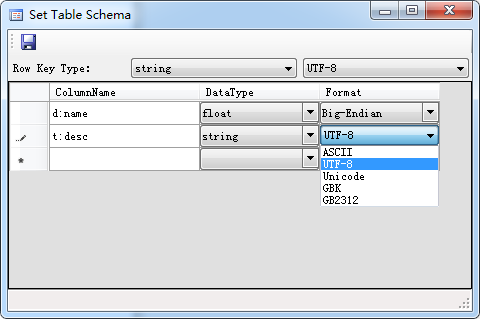 Set Table Schema
Row Key Type: string UTF-8
ColumnName DataType Format
d:name float Big-Endian
t:desc string UTF-8
ASCII
UTF-8
Unicode
GBK
GB2312